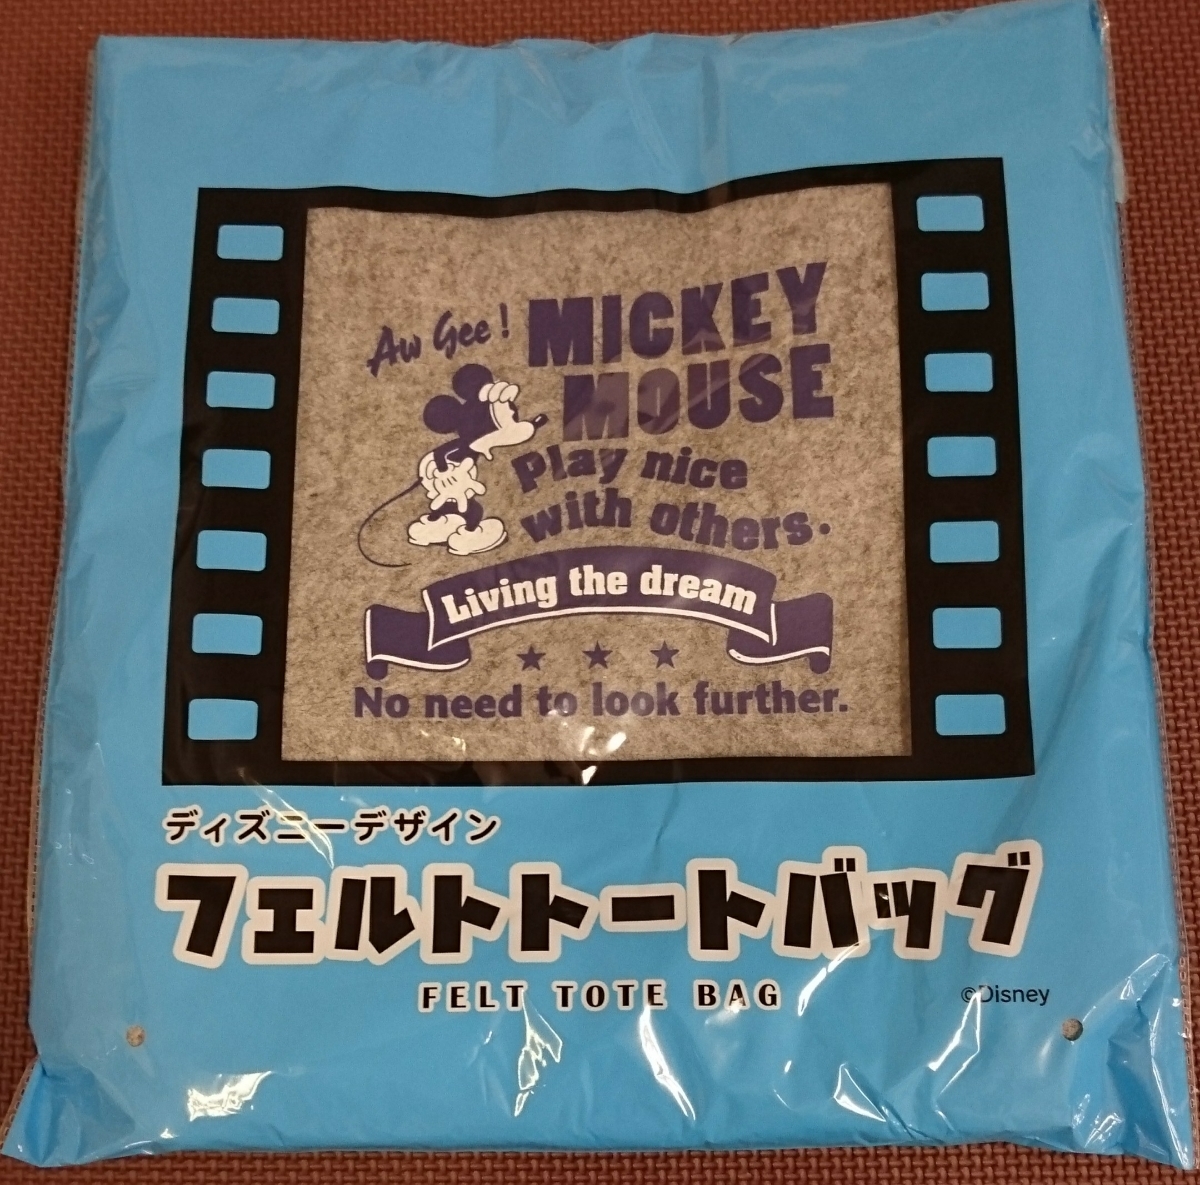 Aw Gee!
MICKEY
MOUSE
Play nice
with others.
Living the dream
No need to look further.
ディズニーデザイン
フェルトトートバッグ
FELT TOTE BAG
©Disney